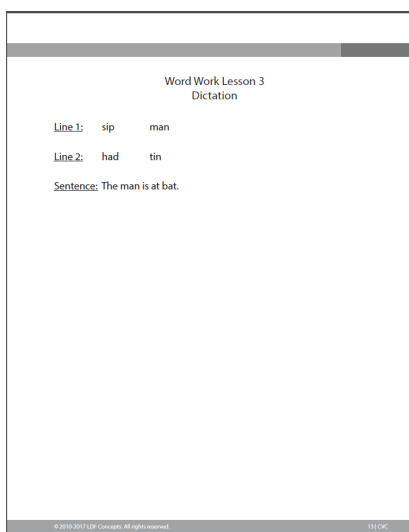 Word Work Lesson 3
Dictation
Line 1: sip man
Line 2: had tin
Sentence: The man is at bat.
© 2010-2017 LDF Concepts. All rights reserved. 13 | CVC